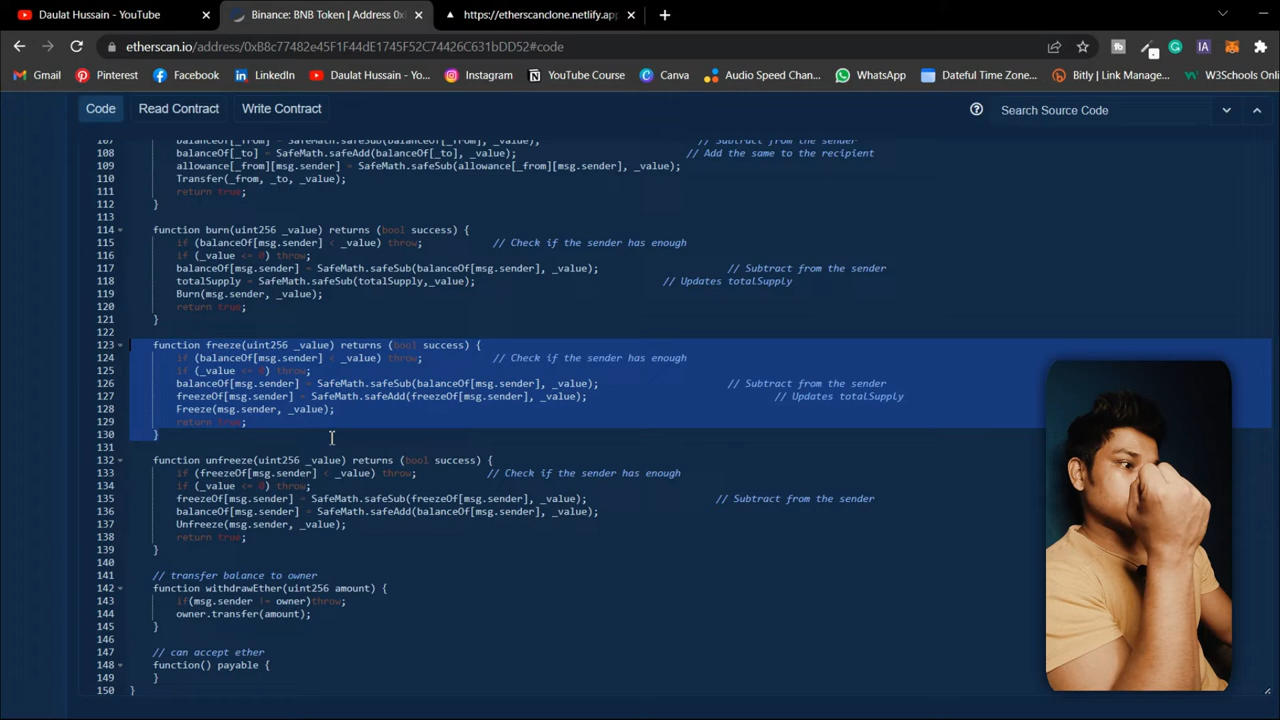 Daulat Hussain - YouTube
Binance: BNB Token | Address 0x
https://etherscanclone.netlify.app
etherscan.io/address/0xB8c77482e45F1F44dE1745F52C74426C631bDD52#code
IA
Gmail Pinterest Facebook LinkedIn Daulat Hussain - Yo... Instagram YouTube Course Canva Audio Speed Chan... WhatsApp Dateful Time Zone... Bitly | Link Manage... W3Schools Onl
Code Read Contract Write Contract Search Source Code
107 balanceOf[_from] = SafeMath.safeSub(balanceOf[_from], _value); // Subtract from the sender
108 balanceOf[_to] = SafeMath.safeAdd(balanceOf[_to], _value); // Add the same to the recipient
109 allowance[_from][msg.sender] = SafeMath.safeSub(allowance[_from][msg.sender], _value);
110 Transfer(_from, _to, _value);
111 return true;
112 }
113
114 function burn(uint256 _value) returns (bool success) {
115 if (balanceOf[msg.sender] < _value) throw; // Check if the sender has enough
116 if (_value <= 0) throw;
117 balanceOf[msg.sender] = SafeMath.safeSub(balanceOf[msg.sender], _value); // Subtract from the sender
118 totalSupply = SafeMath.safeSub(totalSupply,_value); // Updates totalSupply
119 Burn(msg.sender, _value);
120 return true;
121 }
122
123 function freeze(uint256 _value) returns (bool success) {
124 if (balanceOf[msg.sender] < _value) throw; // Check if the sender has enough
125 if (_value <= 0) throw;
126 balanceOf[msg.sender] = SafeMath.safeSub(balanceOf[msg.sender], _value); // Subtract from the sender
127 freezeOf[msg.sender] = SafeMath.safeAdd(freezeOf[msg.sender], _value); // Updates totalSupply
128 Freeze(msg.sender, _value);
129 return true;
130 }
131
132 function unfreeze(uint256 _value) returns (bool success) {
133 if (freezeOf[msg.sender] < _value) throw; // Check if the sender has enough
134 if (_value <= 0) throw;
135 freezeOf[msg.sender] = SafeMath.safeSub(freezeOf[msg.sender], _value); // Subtract from the sender
136 balanceOf[msg.sender] = SafeMath.safeAdd(balanceOf[msg.sender], _value);
137 Unfreeze(msg.sender, _value);
138 return true;
139 }
140
141 // transfer balance to owner
142 function withdrawEther(uint256 amount) {
143 if(msg.sender != owner)throw;
144 owner.transfer(amount);
145 }
146
147 // can accept ether
148 function() payable {
149 }
150 }